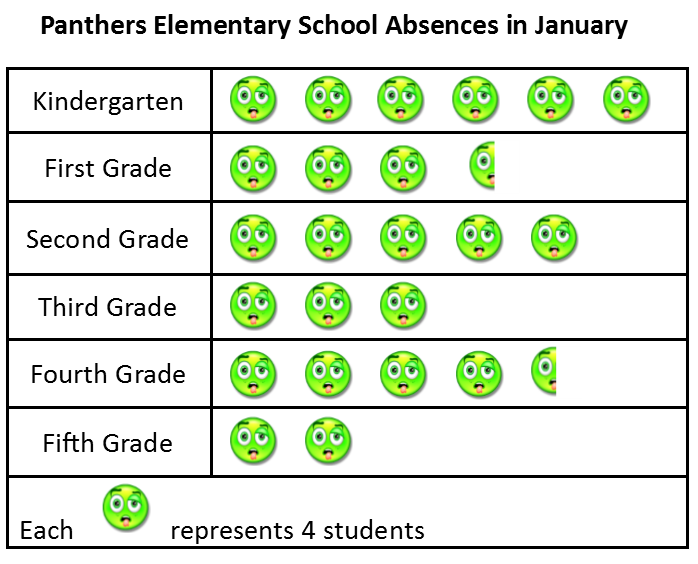 Panthers Elementary School Absences in January
Kindergarten
First Grade
Second Grade
Third Grade
Fourth Grade
Fifth Grade
Each represents 4 students